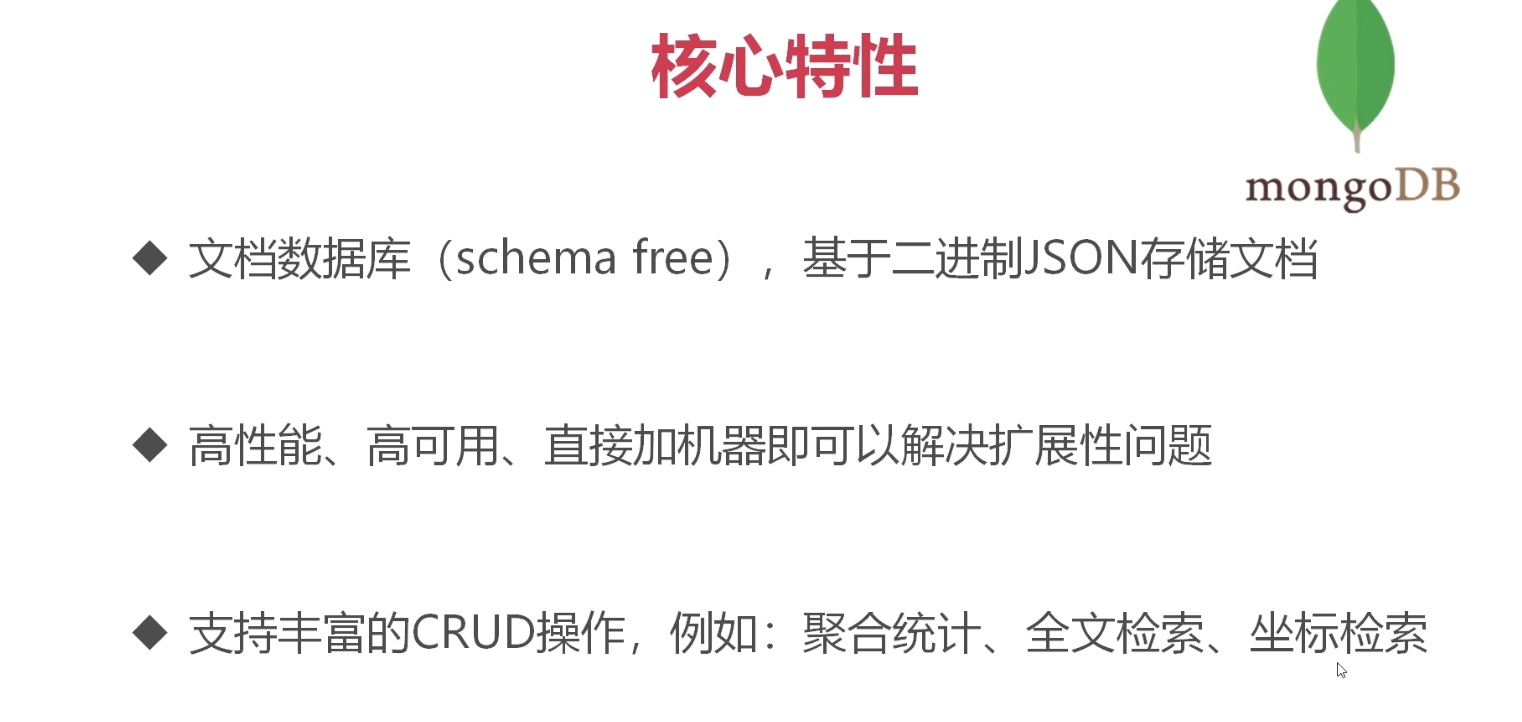 核心特性
mongoDB
◆ 文档数据库（schema free），基于二进制JSON存储文档
◆ 高性能、高可用、直接加机器即可以解决扩展性问题
◆ 支持丰富的CRUD操作，例如：聚合统计、全文检索、坐标检索